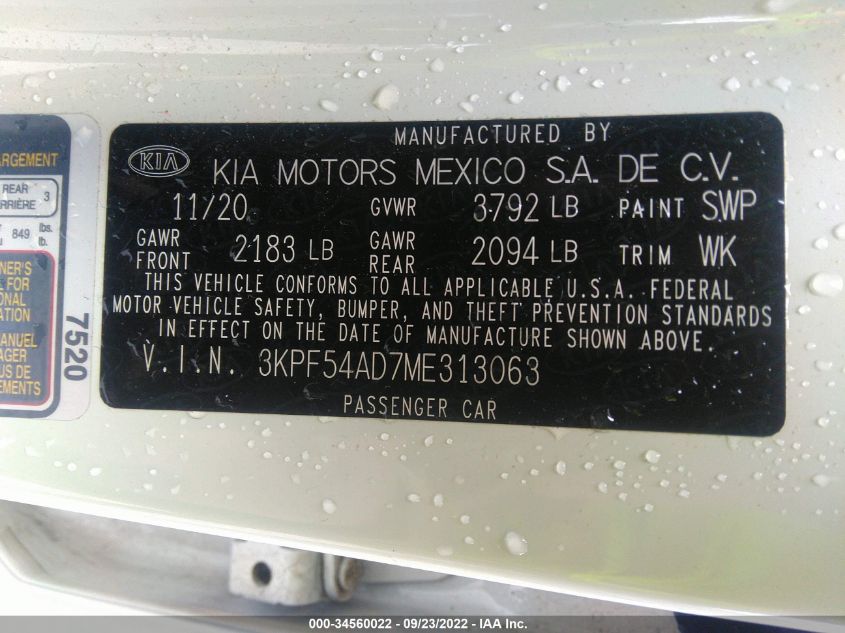 MANUFACTURED BY
KIA KIA MOTORS MEXICO S.A. DE C.V.
11/20 GVWR 3792 LB PAINT SWP
GAWR FRONT 2183 LB GAWR REAR 2094 LB TRIM WK
THIS VEHICLE CONFORMS TO ALL APPLICABLE U.S.A. FEDERAL
MOTOR VEHICLE SAFETY, BUMPER, AND THEFT PREVENTION STANDARDS
IN EFFECT ON THE DATE OF MANUFACTURE SHOWN ABOVE.
V.I.N. 3KPF54AD7ME313063
PASSENGER CAR
REAR 3
849 lbs.
lb.
7520
000-34560022 - 09/23/2022 - IAA Inc.